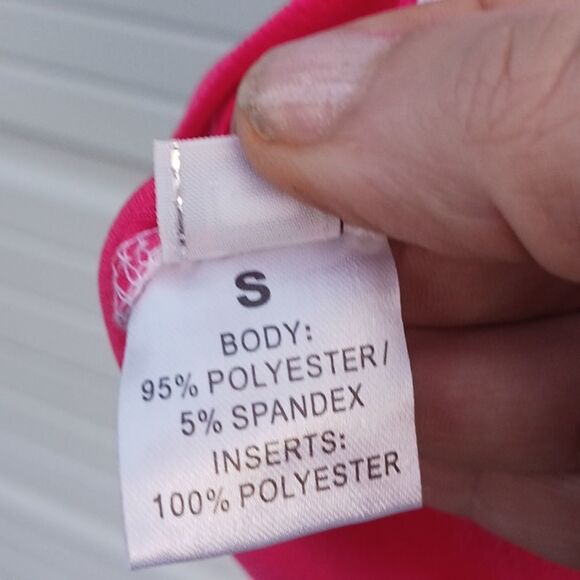 S
BODY:
95% POLYESTER/
5% SPANDEX
INSERTS:
100% POLYESTER